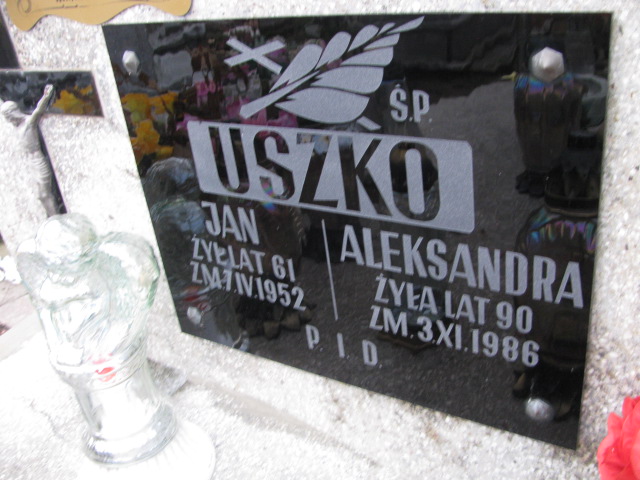 Ś.P.
USZKO
JAN
ŻYŁ LAT 61
ZM. 7 IV. 1952
ALEKSANDRA
ŻYŁA LAT 90
ZM. 3.XI.1986
P. I D.